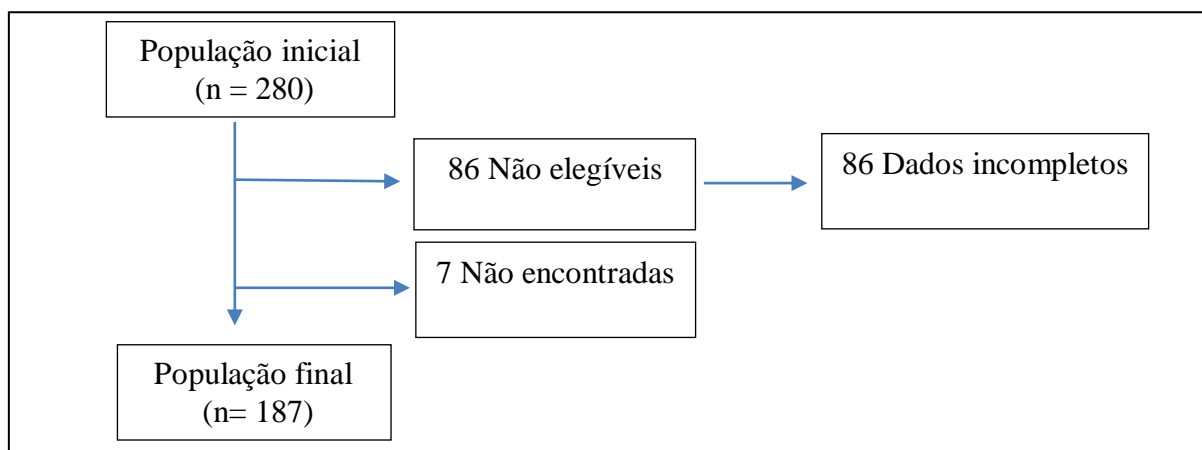 População inicial
(n = 280)
86 Não elegíveis
86 Dados incompletos
7 Não encontradas
População final
(n= 187)